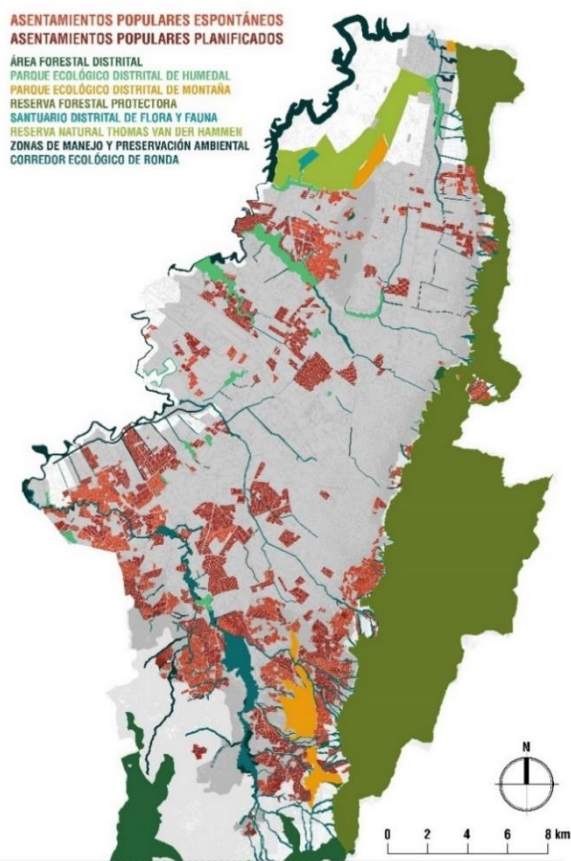 ASENTAMIENTOS POPULARES ESPONTÁNEOS
ASENTAMIENTOS POPULARES PLANIFICADOS
ÁREA FORESTAL DISTRITAL
PARQUE ECOLÓGICO DISTRITAL DE HUMEDAL
PARQUE ECOLÓGICO DISTRITAL DE MONTAÑA
RESERVA FORESTAL PROTECTORA
SANTUARIO DISTRITAL DE FLORA Y FAUNA
RESERVA NATURAL THOMAS VAN DER HAMMEN
ZONAS DE MANEJO Y PRESERVACIÓN AMBIENTAL
CORREDOR ECOLÓGICO DE RONDA
N
0 2 4 6 8 km